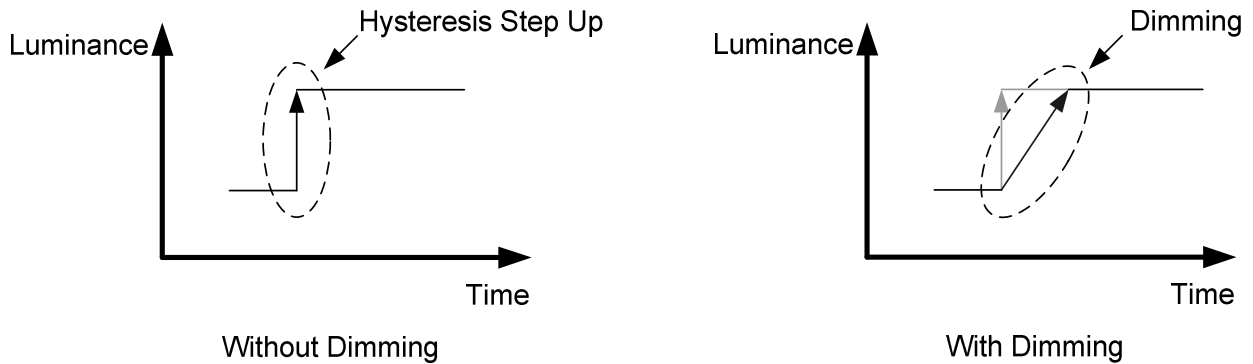 Hysteresis Step Up
Luminance
Time
Without Dimming
Dimming
Luminance
Time
With Dimming